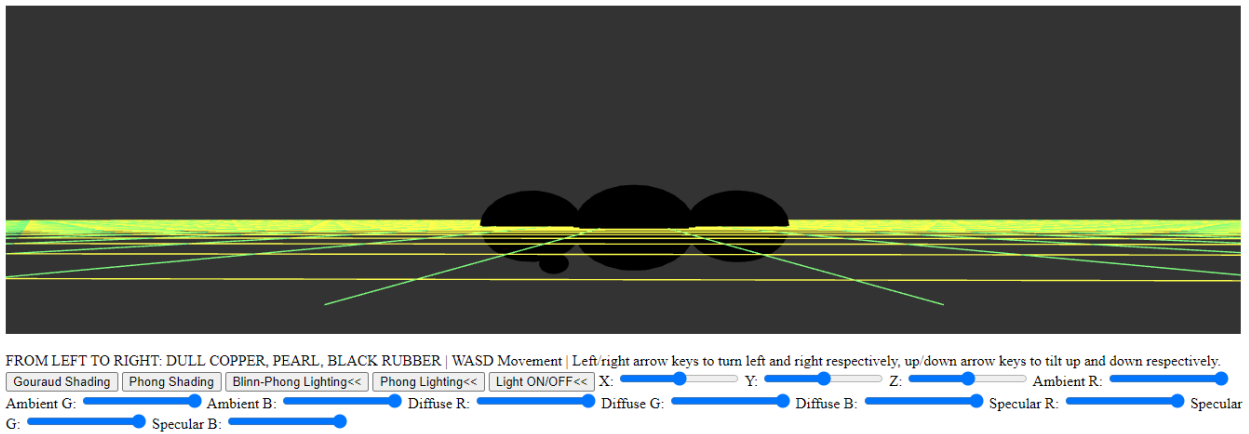 FROM LEFT TO RIGHT: DULL COPPER, PEARL, BLACK RUBBER | WASD Movement | Left/right arrow keys to turn left and right respectively, up/down arrow keys to tilt up and down respectively.
Gouraud Shading Phong Shading Blinn-Phong Lighting<< Phong Lighting<< Light ON/OFF<< X: Y: Z: Ambient R:
Ambient G: Ambient B: Diffuse R: Diffuse G: Diffuse B: Specular R: Specular
G: Specular B: